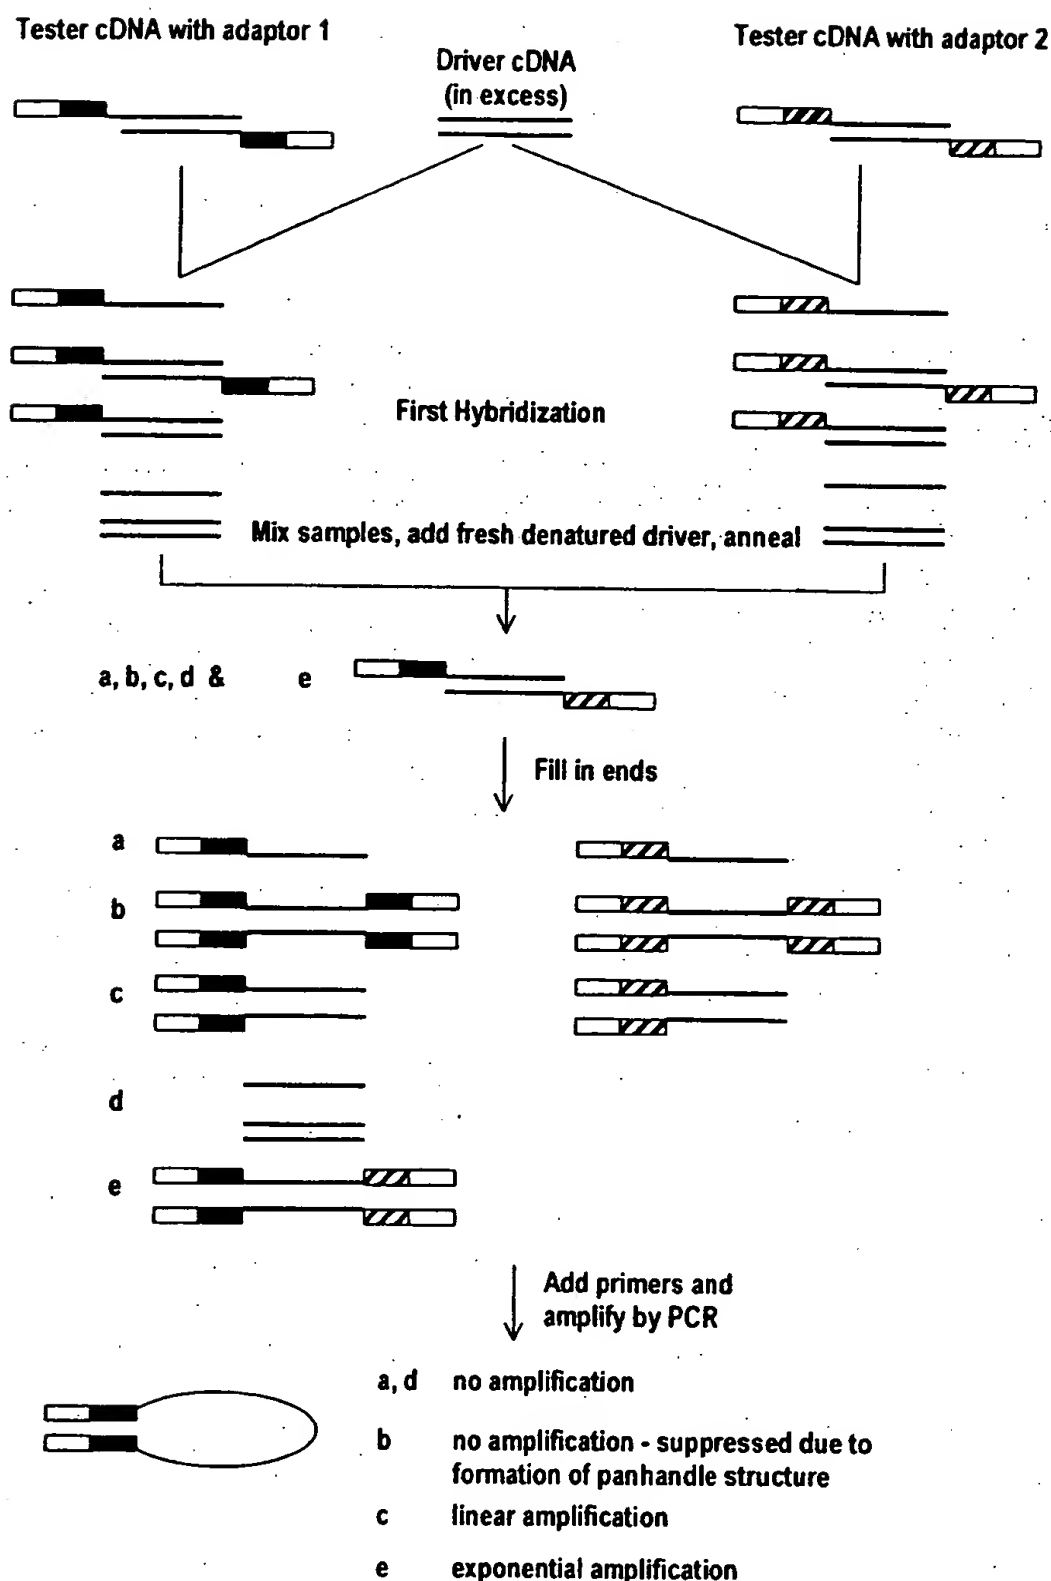 Tester cDNA with adaptor 1
Tester cDNA with adaptor 2
Driver cDNA
(in excess)
First Hybridization
Mix samples, add fresh denatured driver, anneal
a, b, c, d & e
Fill in ends
a
b
c
d
e
Add primers and
amplify by PCR
a, d no amplification
b no amplification - suppressed due to
formation of panhandle structure
c linear amplification
e exponential amplification